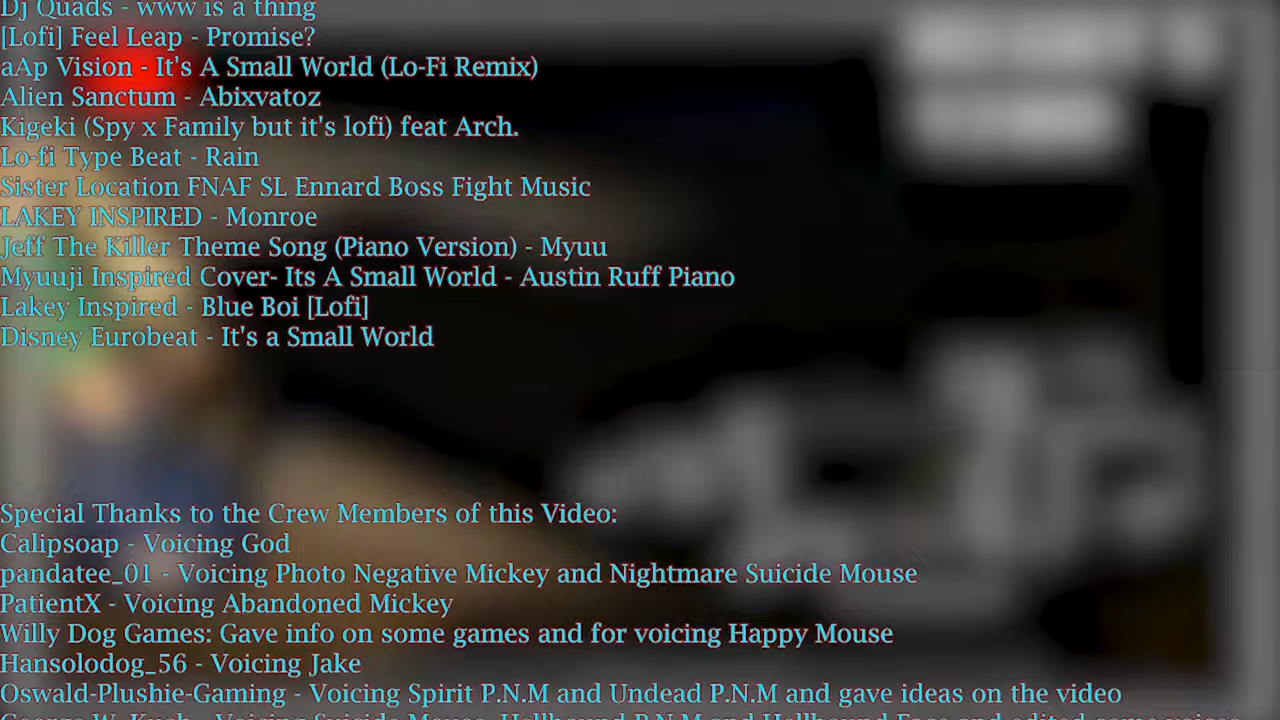 Dj Quads - www is a thing
[Lofi] Feel Leap - Promise?
aAp Vision - It's A Small World (Lo-Fi Remix)
Alien Sanctum - Abixvatoz
Kigeki (Spy x Family but it's lofi) feat Arch.
Lo-fi Type Beat - Rain
Sister Location FNAF SL Ennard Boss Fight Music
LAKEY INSPIRED - Monroe
Jeff The Killer Theme Song (Piano Version) - Myuu
Myuuji Inspired Cover- Its A Small World - Austin Ruff Piano
Lakey Inspired - Blue Boi [Lofi]
Disney Eurobeat - It's a Small World
Special Thanks to the Crew Members of this Video:
Calipsoap - Voicing God
pandatee_01 - Voicing Photo Negative Mickey and Nightmare Suicide Mouse
PatientX - Voicing Abandoned Mickey
Willy Dog Games: Gave info on some games and for voicing Happy Mouse
Hansolodog_56 - Voicing Jake
Oswald-Plushie-Gaming - Voicing Spirit P.N.M and Undead P.N.M and gave ideas on the video